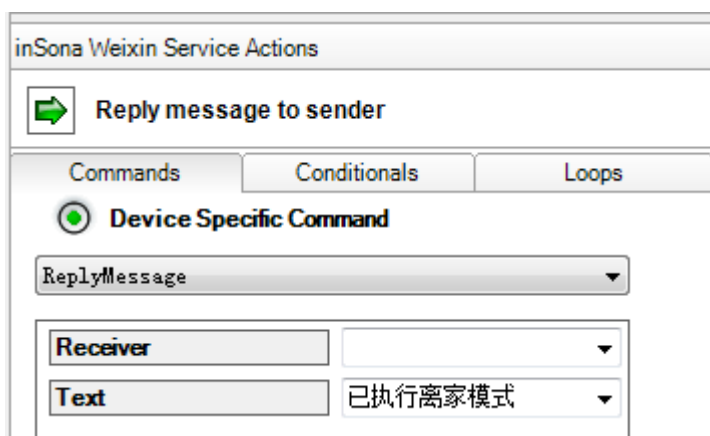 inSona Weixin Service Actions
Reply message to sender
Commands Conditionals Loops
Device Specific Command
ReplyMessage
Receiver
Text 已执行离家模式